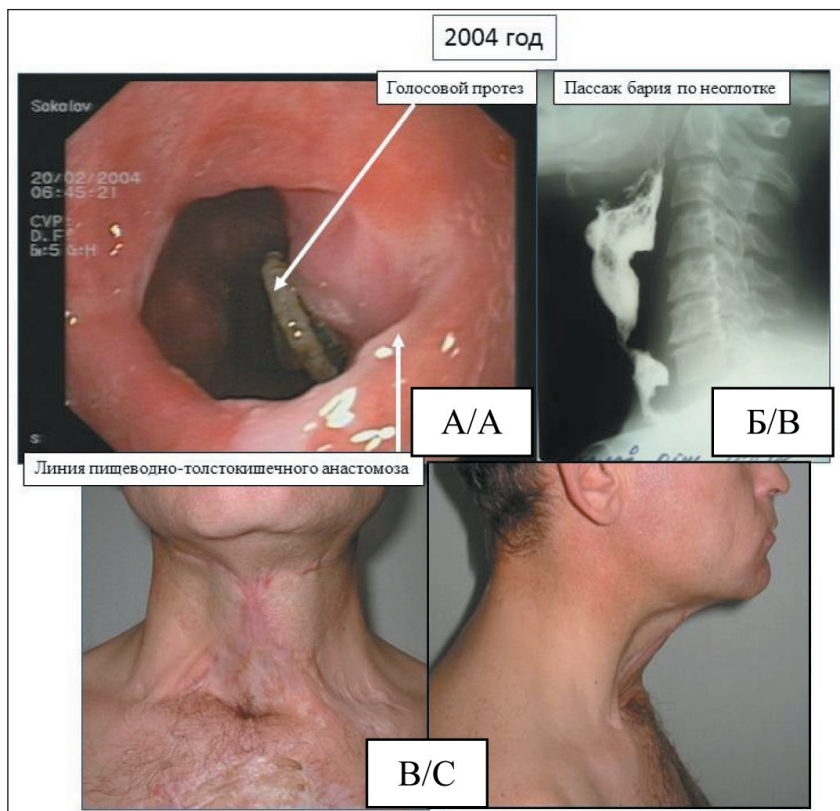 2004 год
Голосовой протез
Пассаж бария по неоглотке
Sokolov
20/02/2004
06:45:21
CVP:
D.F:
G:H
А/А
Б/В
Линия пищеводно-толстокишечного анастомоза
В/С